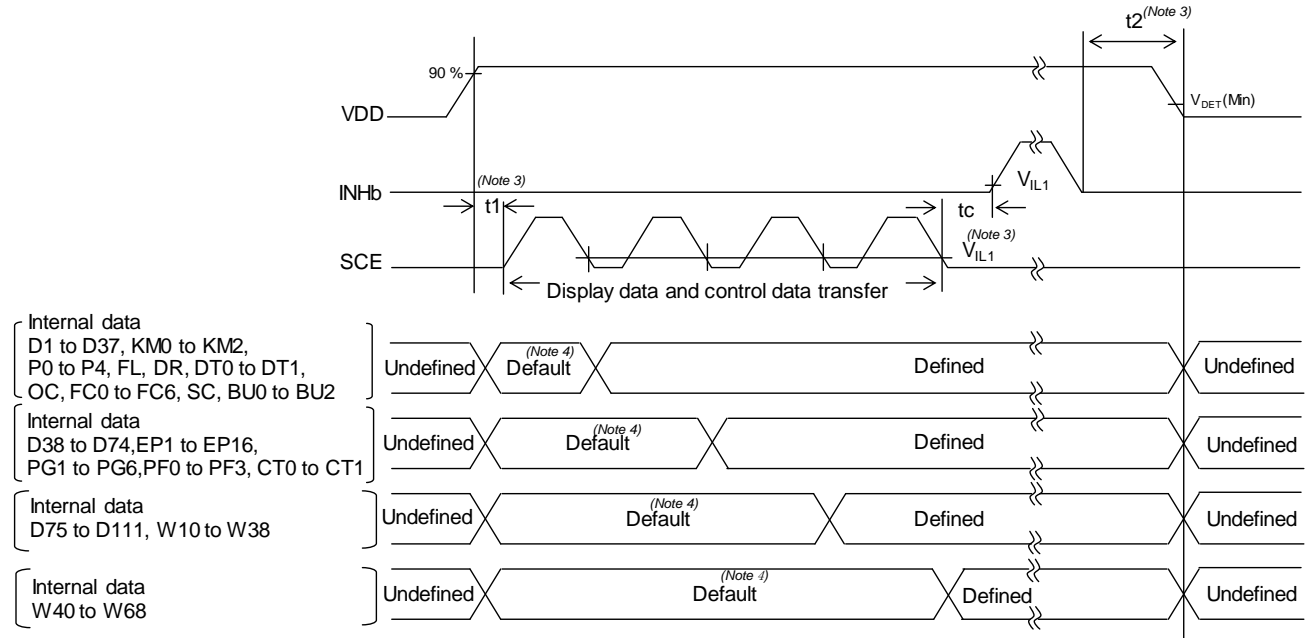 t2(Note 3)
90 %
VDD
VDET(Min)
INHb
(Note 3)
t1
VIL1
tc
(Note 3)
VIL1
SCE
Display data and control data transfer
Internal data
D1 to D37, KM0 to KM2,
P0 to P4, FL, DR, DT0 to DT1,
OC, FC0 to FC6, SC, BU0 to BU2
Undefined
(Note 4)
Default
Defined
Undefined
Internal data
D38 to D74,EP1 to EP16,
PG1 to PG6,PF0 to PF3, CT0 to CT1
Undefined
(Note 4)
Default
Defined
Undefined
Internal data
D75 to D111, W10 to W38
Undefined
(Note 4)
Default
Defined
Undefined
Internal data
W40 to W68
Undefined
(Note 4)
Default
Defined
Undefined